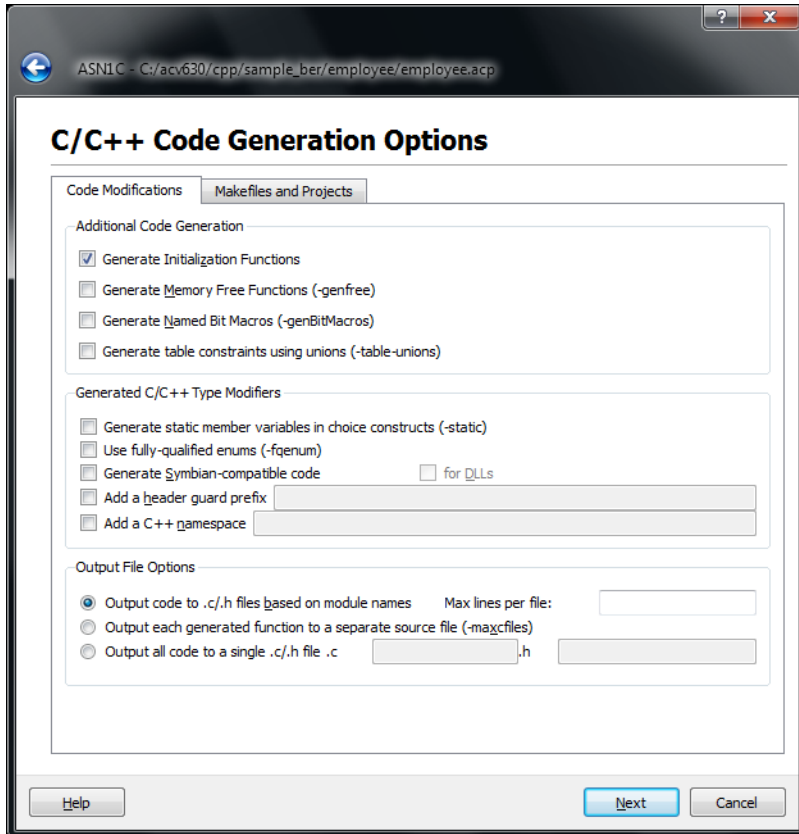 ?
ASN1C - C:/acv630/cpp/sample_ber/employee/employee.acp
C/C++ Code Generation Options
Code Modifications Makefiles and Projects
Additional Code Generation
Generate Initialization Functions
Generate Memory Free Functions (-genfree)
Generate Named Bit Macros (-genBitMacros)
Generate table constraints using unions (-table-unions)
Generated C/C++ Type Modifiers
Generate static member variables in choice constructs (-static)
Use fully-qualified enums (-fqenum)
Generate Symbian-compatible code for DLLs
Add a header guard prefix
Add a C++ namespace
Output File Options
Output code to .c/.h files based on module names Max lines per file:
Output each generated function to a separate source file (-maxcfiles)
Output all code to a single .c/.h file .c .h
Help Next Cancel